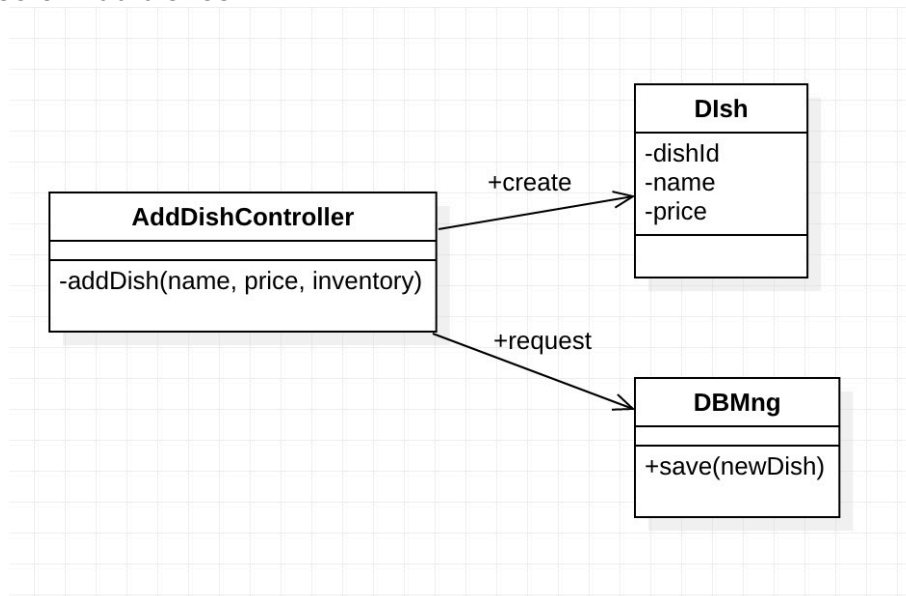 DIsh
-dishId
-name
-price
+create
AddDishController
-addDish(name, price, inventory)
+request
DBMng
+save(newDish)